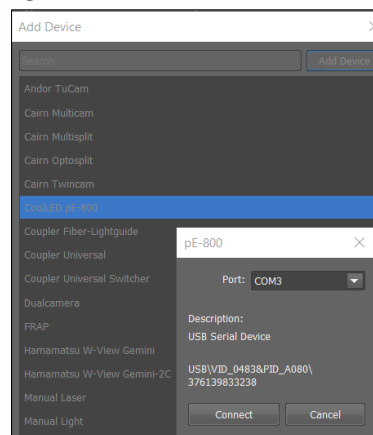 Add Device
Search
Add Device
Andor TuCam
Cairn Multicam
Cairn Multisplit
Cairn Optosplit
Cairn Twincam
CoolLED pE-800
Coupler Fiber-Lightguide
Coupler Universal
Coupler Universal Switcher
Dualcamera
FRAP
Hamamatsu W-View Gemini
Hamamatsu W-View Gemini-2C
Manual Laser
Manual Light
pE-800
Port: COM3
Description:
USB Serial Device
USB\VID_0483&PID_A080\
376139833238
Connect Cancel